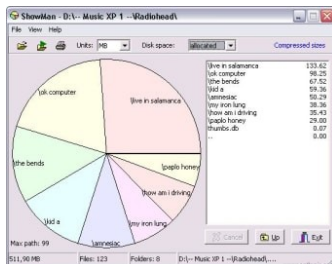 ShowMan - D:\-- Music XP 1 --\Radiohead\
File View Help
Units: MB Disk space: allocated Compressed sizes
\live in salamanca 133.62
\ok computer 98.25
\the bends 67.52
\kid a 59.36
\amnesiac 50.29
\my iron lung 38.36
\how am i driving 35.43
\paplo honey 29.00
thumbs.db 0.07
... 0.00
\ok computer
\live in salamanca
\the bends
\paplo honey
\how am i driving
\kid a
\my iron lung
\amnesiac
Max path: 99
Cancel Up Exit
511,90 MB Files: 123 Folders: 8 D:\-- Music XP 1 --\Radiohead\....